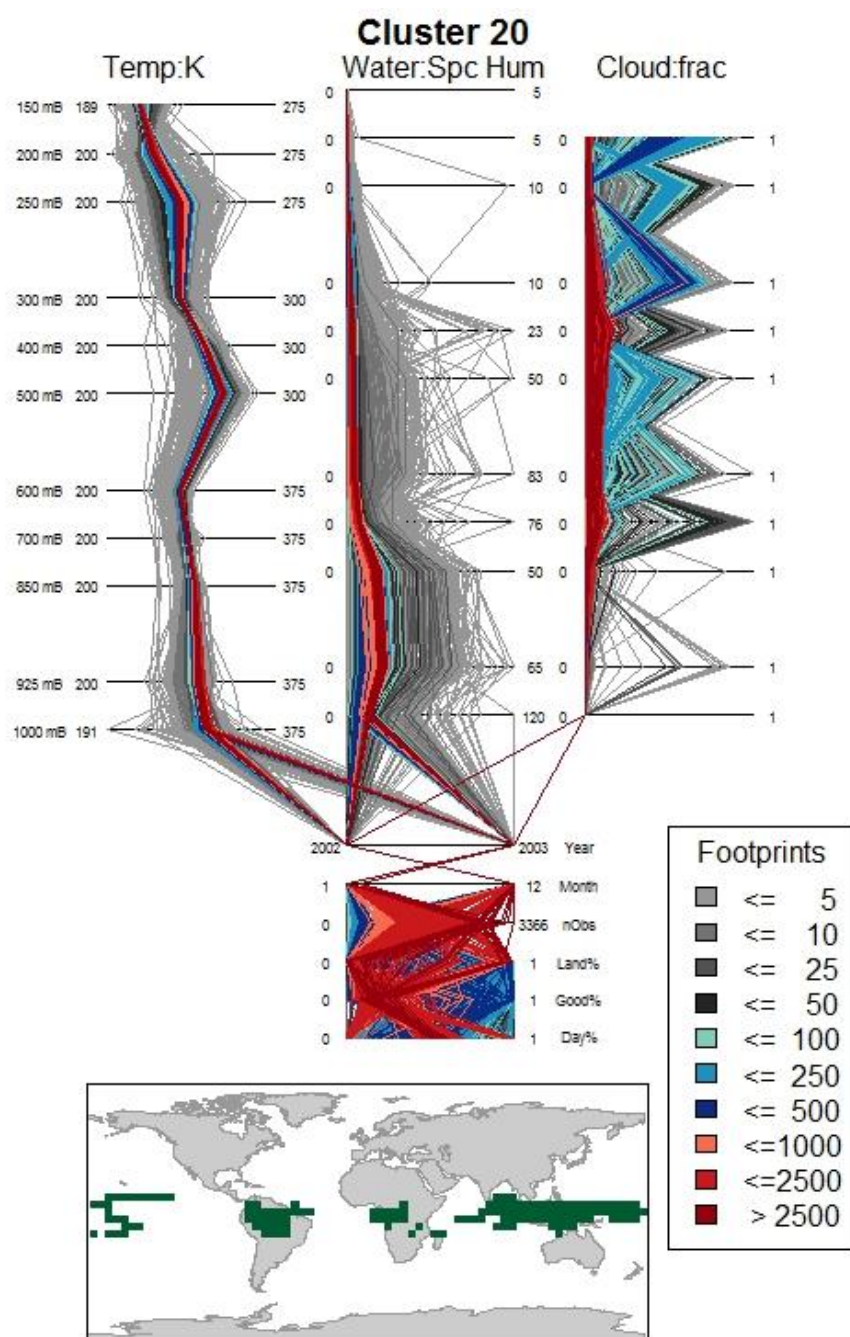 Cluster 20
Temp:K Water:Spc Hum Cloud:frac
0 5
150 mB 189 275
0 5 0 1
200 mB 200 275
0 10 0 1
250 mB 200 275
0 10 0 1
300 mB 200 300
0 23 0 1
400 mB 200 300
0 50 0 1
500 mB 200 300
0 83 0 1
600 mB 200 375
0 76 0 1
700 mB 200 375
0 50 0 1
850 mB 200 375
0 65 0 1
925 mB 200 375
0 120 0 1
1000 mB 191 375
2002 2003 Year
1 12 Month
0 3366 nObs
0 1 Land%
0 1 Good%
0 1 Day%
Footprints
<= 5
<= 10
<= 25
<= 50
<= 100
<= 250
<= 500
<=1000
<=2500
> 2500